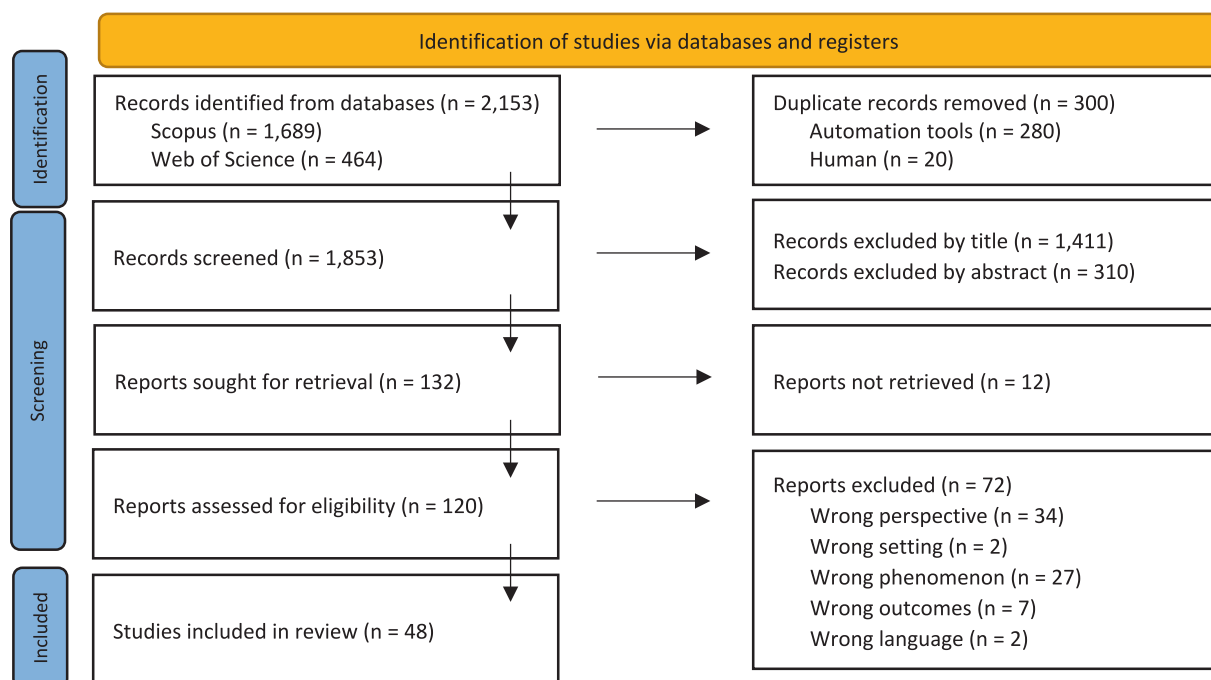 Identification of studies via databases and registers
Identification
Records identified from databases (n = 2,153)
Scopus (n = 1,689)
Web of Science (n = 464)
Duplicate records removed (n = 300)
Automation tools (n = 280)
Human (n = 20)
Screening
Records screened (n = 1,853)
Records excluded by title (n = 1,411)
Records excluded by abstract (n = 310)
Reports sought for retrieval (n = 132)
Reports not retrieved (n = 12)
Reports assessed for eligibility (n = 120)
Reports excluded (n = 72)
Wrong perspective (n = 34)
Wrong setting (n = 2)
Wrong phenomenon (n = 27)
Wrong outcomes (n = 7)
Wrong language (n = 2)
Included
Studies included in review (n = 48)